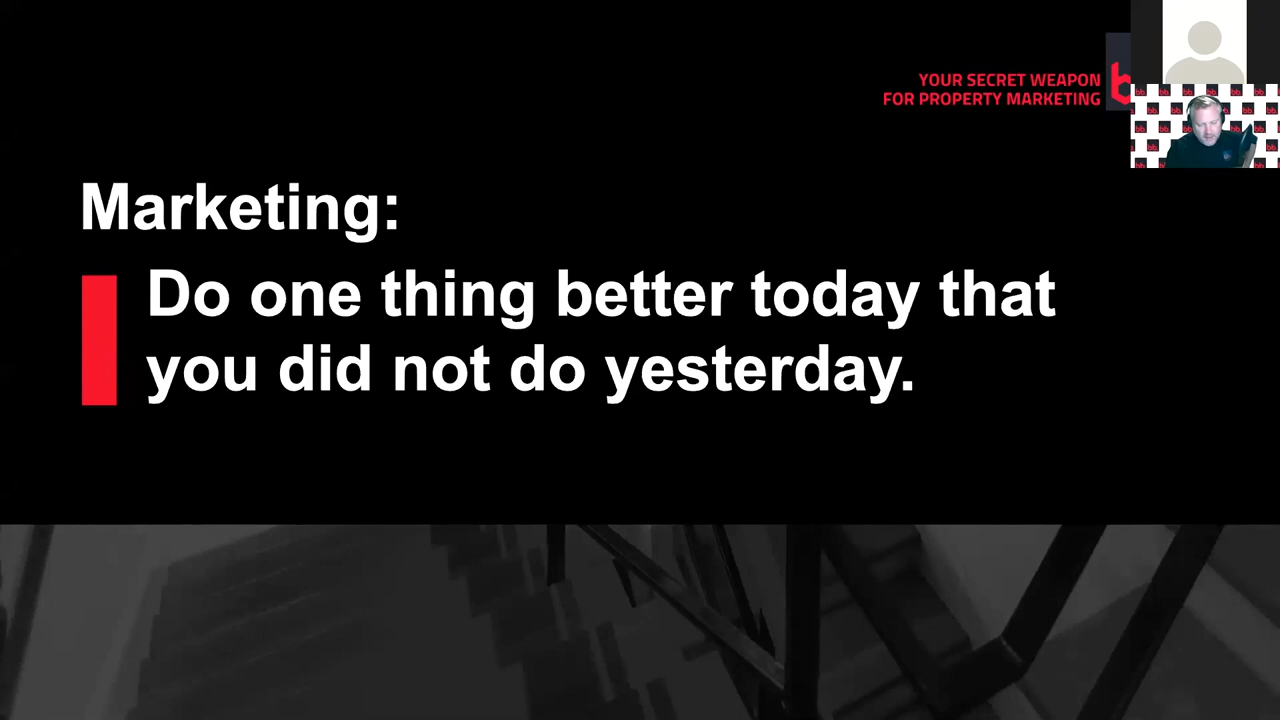 YOUR SECRET WEAPON
FOR PROPERTY MARKETING
Marketing:
Do one thing better today that
you did not do yesterday.